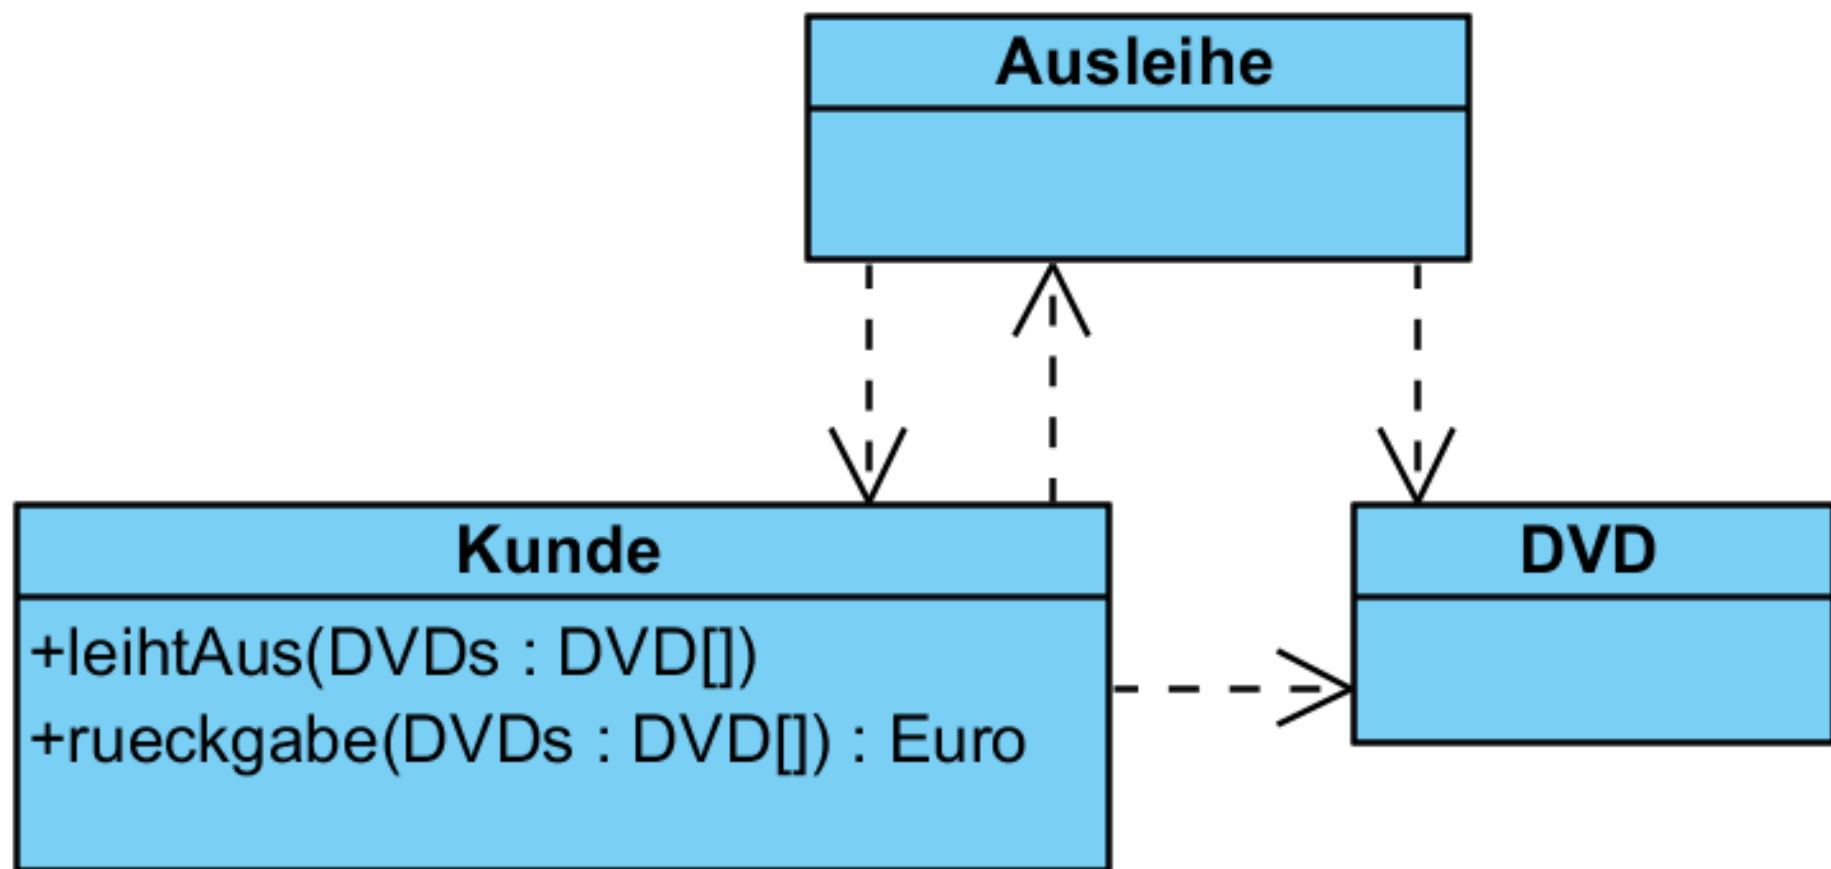 Ausleihe
Kunde
+leihtAus(DVDs : DVD[])
+rueckgabe(DVDs : DVD[]) : Euro
DVD